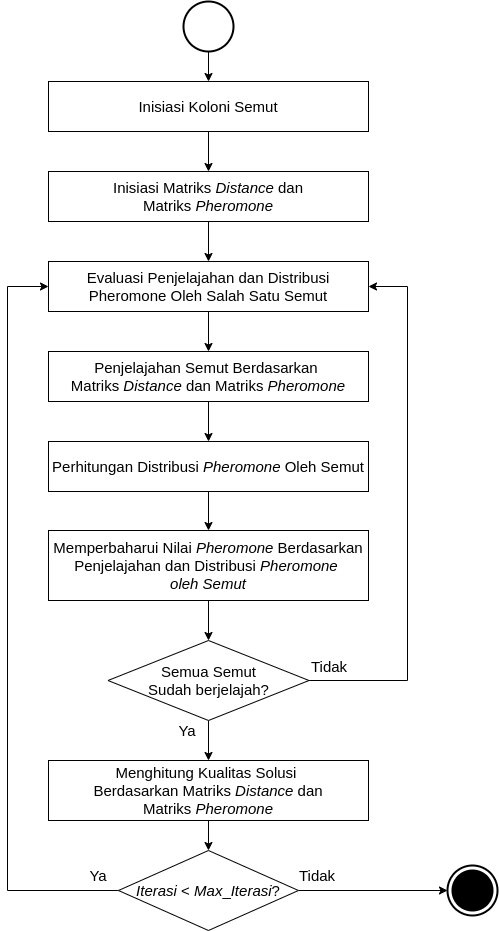 Inisiasi Koloni Semut
Inisiasi Matriks Distance dan
Matriks Pheromone
Evaluasi Penjelajahan dan Distribusi
Pheromone Oleh Salah Satu Semut
Penjelajahan Semut Berdasarkan
Matriks Distance dan Matriks Pheromone
Perhitungan Distribusi Pheromone Oleh Semut
Memperbaharui Nilai Pheromone Berdasarkan
Penjelajahan dan Distribusi Pheromone
oleh Semut
Semua Semut
Sudah berjelajah?
Tidak
Ya
Menghitung Kualitas Solusi
Berdasarkan Matriks Distance dan
Matriks Pheromone
Ya
Iterasi < Max_Iterasi?
Tidak